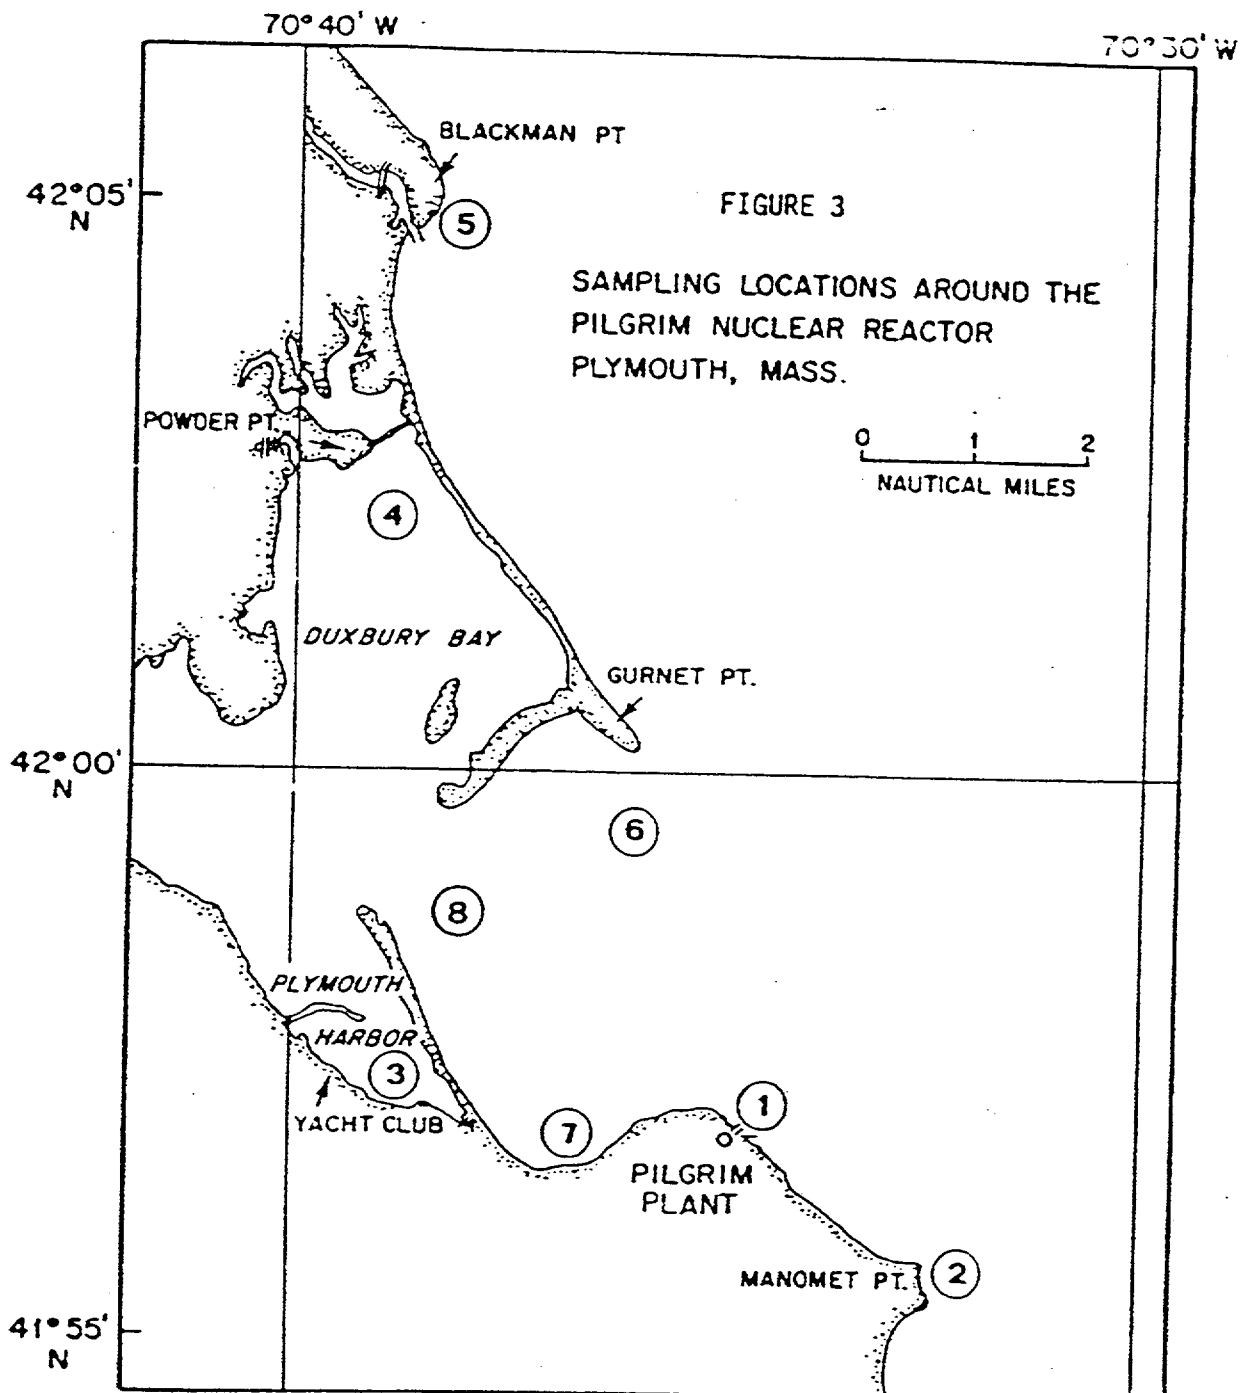 70°40' W
70°30' W
BLACKMAN PT
42°05'
N
5
FIGURE 3
SAMPLING LOCATIONS AROUND THE
PILGRIM NUCLEAR REACTOR
PLYMOUTH, MASS.
POWDER PT.
0 1 2
NAUTICAL MILES
4
DUXBURY BAY
GURNET PT.
42°00'
N
6
8
PLYMOUTH
HARBOR
3
YACHT CLUB
7
1
PILGRIM
PLANT
MANOMET PT.
2
41°55'
N